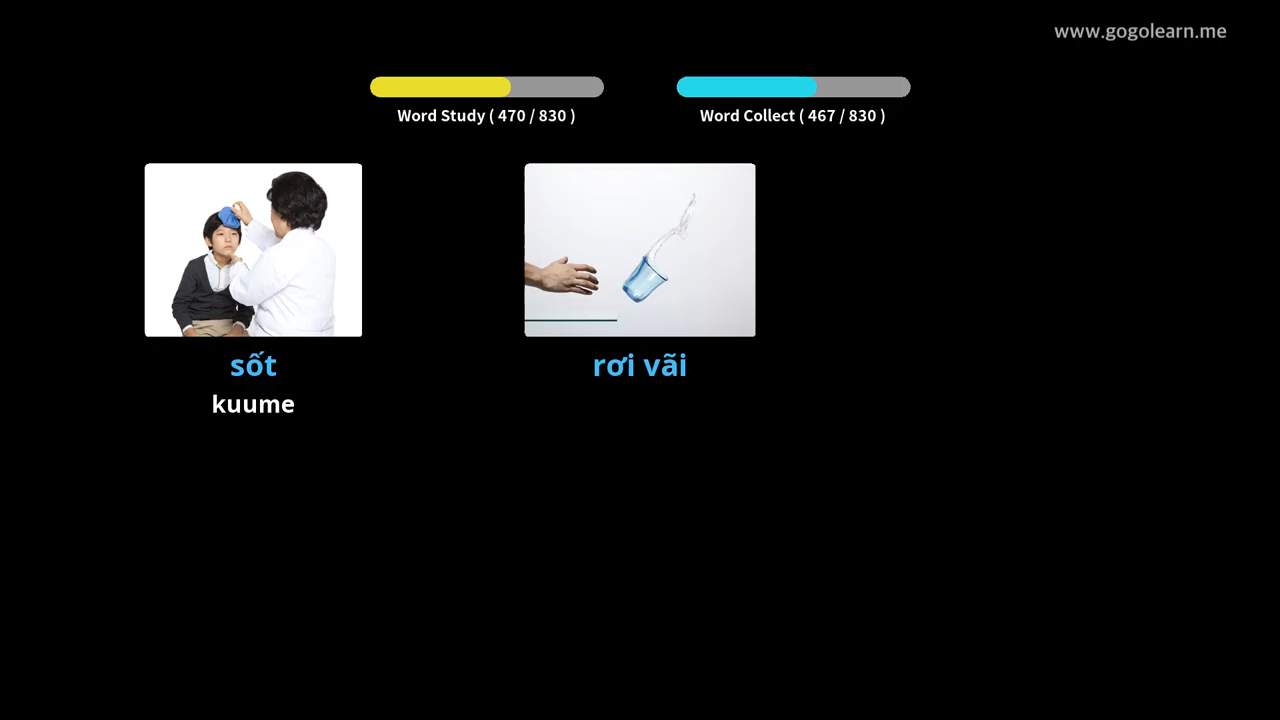 www.gogolearn.me
Word Study ( 470 / 830 )
Word Collect ( 467 / 830 )
sốt
kuume
rơi vãi